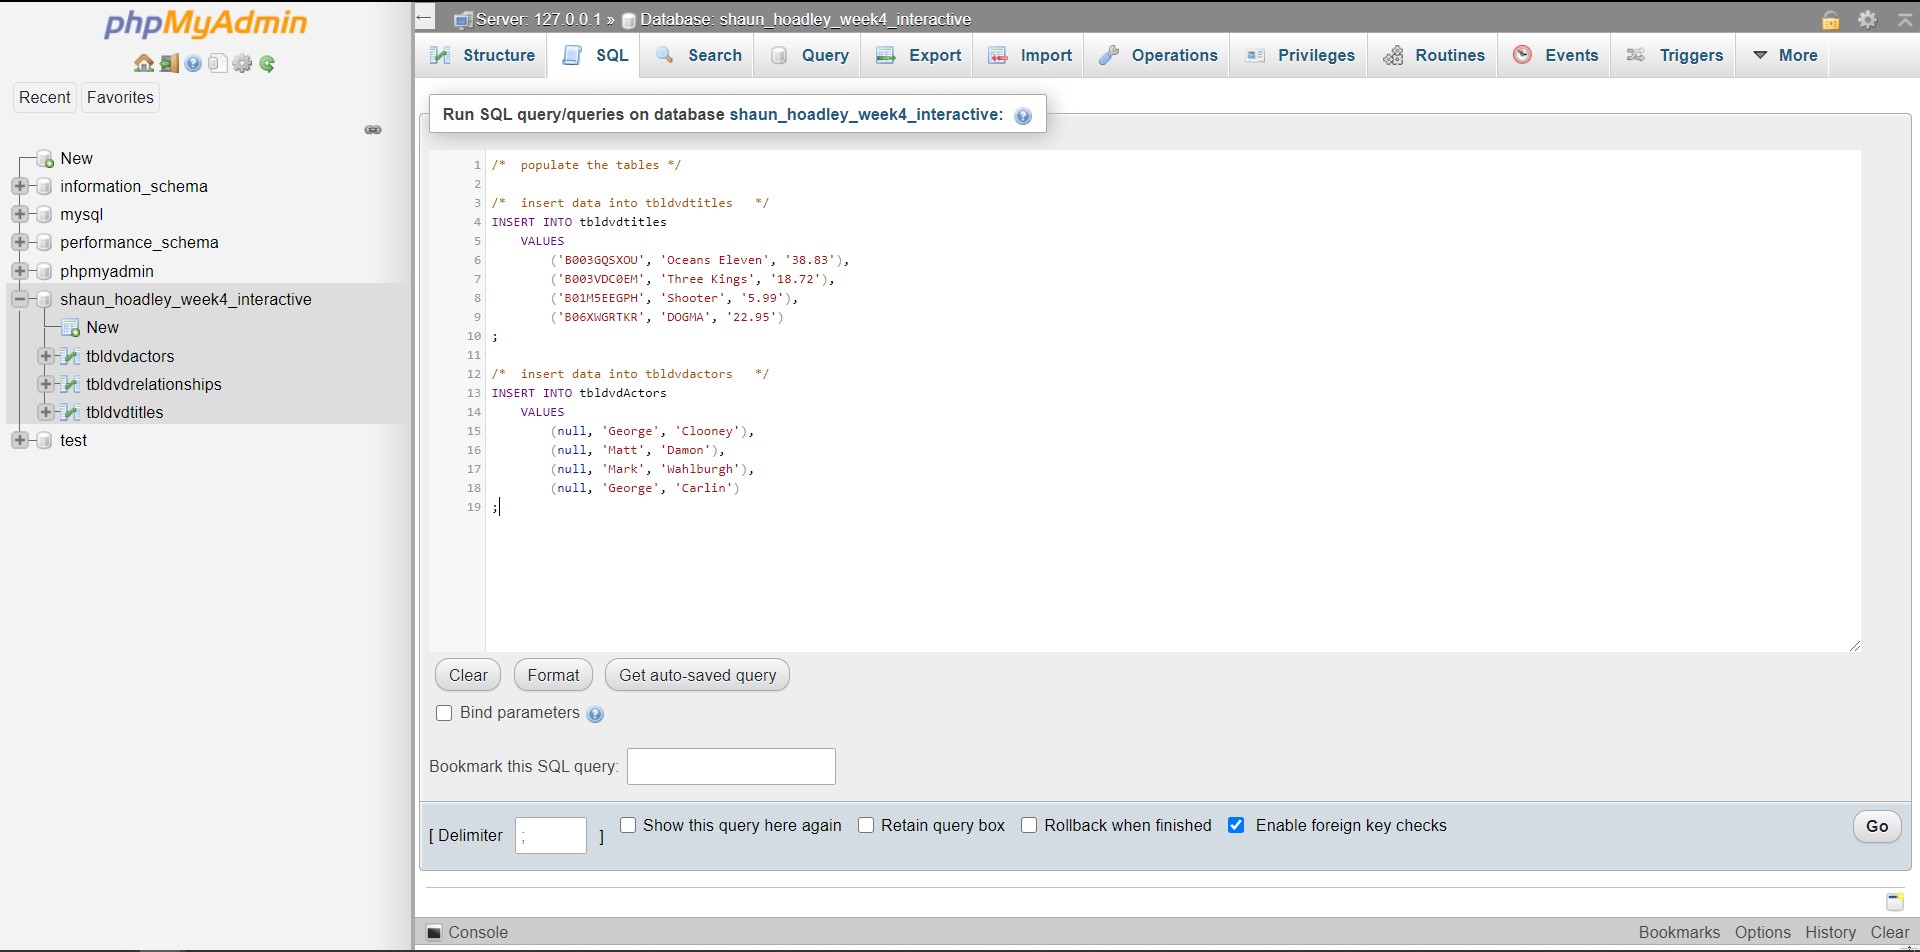 phpMyAdmin
Recent Favorites
New
information_schema
mysql
performance_schema
phpmyadmin
shaun_hoadley_week4_interactive
New
tbldvdactors
tbldvdrelationships
tbldvdtitles
test
Server: 127.0.0.1 » Database: shaun_hoadley_week4_interactive
Structure SQL Search Query Export Import Operations Privileges Routines Events Triggers More
Run SQL query/queries on database shaun_hoadley_week4_interactive:
1 /*  populate the tables */
2
3 /*  insert data into tbldvdtitles   */
4 INSERT INTO tbldvdtitles
5     VALUES
6         ('B003GQSXOU', 'Oceans Eleven', '38.83'),
7         ('B003VDC0EM', 'Three Kings', '18.72'),
8         ('B01M5EEGPH', 'Shooter', '5.99'),
9         ('B06XWGRTKR', 'DOGMA', '22.95')
10 ;
11
12 /*  insert data into tbldvdactors   */
13 INSERT INTO tbldvdActors
14     VALUES
15         (null, 'George', 'Clooney'),
16         (null, 'Matt', 'Damon'),
17         (null, 'Mark', 'Wahlburgh'),
18         (null, 'George', 'Carlin')
19 ;
Clear Format Get auto-saved query
Bind parameters
Bookmark this SQL query:
[ Delimiter ; ] Show this query here again Retain query box Rollback when finished Enable foreign key checks Go
Console Bookmarks Options History Clear